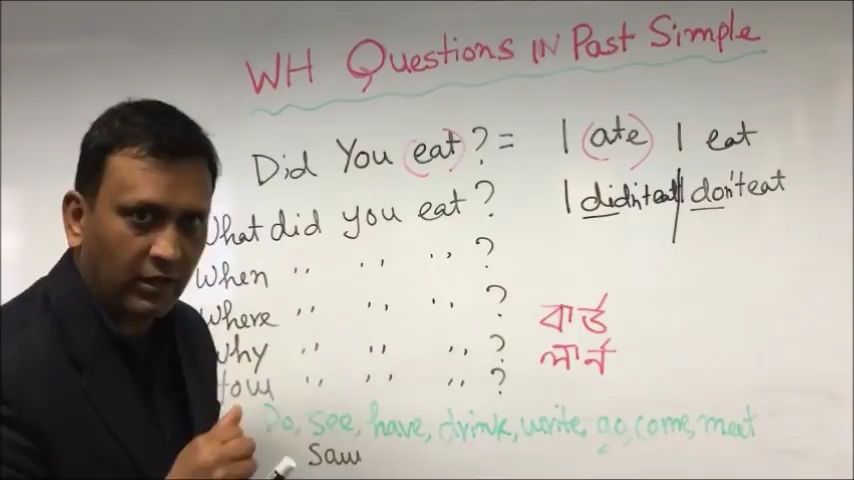 WH Questions IN Past Simple
Did You (eat)? = I (ate) I eat
What did you eat? I didn't eat // don't eat
When " " " ?
Where " " " ?
বার্ড
Why " " " ?
লার্ন
How " " " ?
Do, see, have, drink, write, go, come, meet
Saw